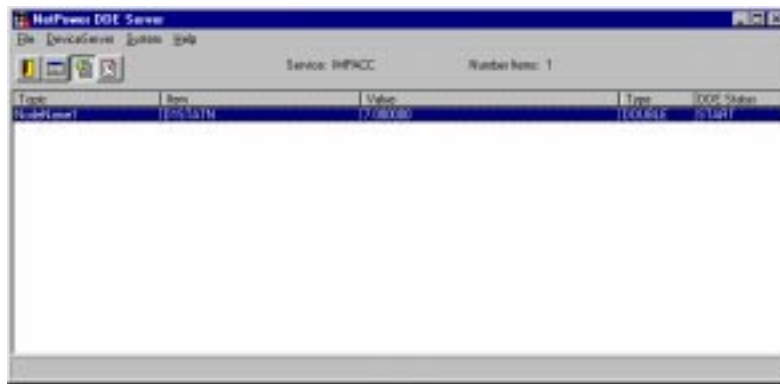 NetPower DDE Server
File DeviceServer System Help
Service: IMPACC Number Items: 1
Topic Item Value Type DDE Status
NodeName1 7.000000 DOUBLE START